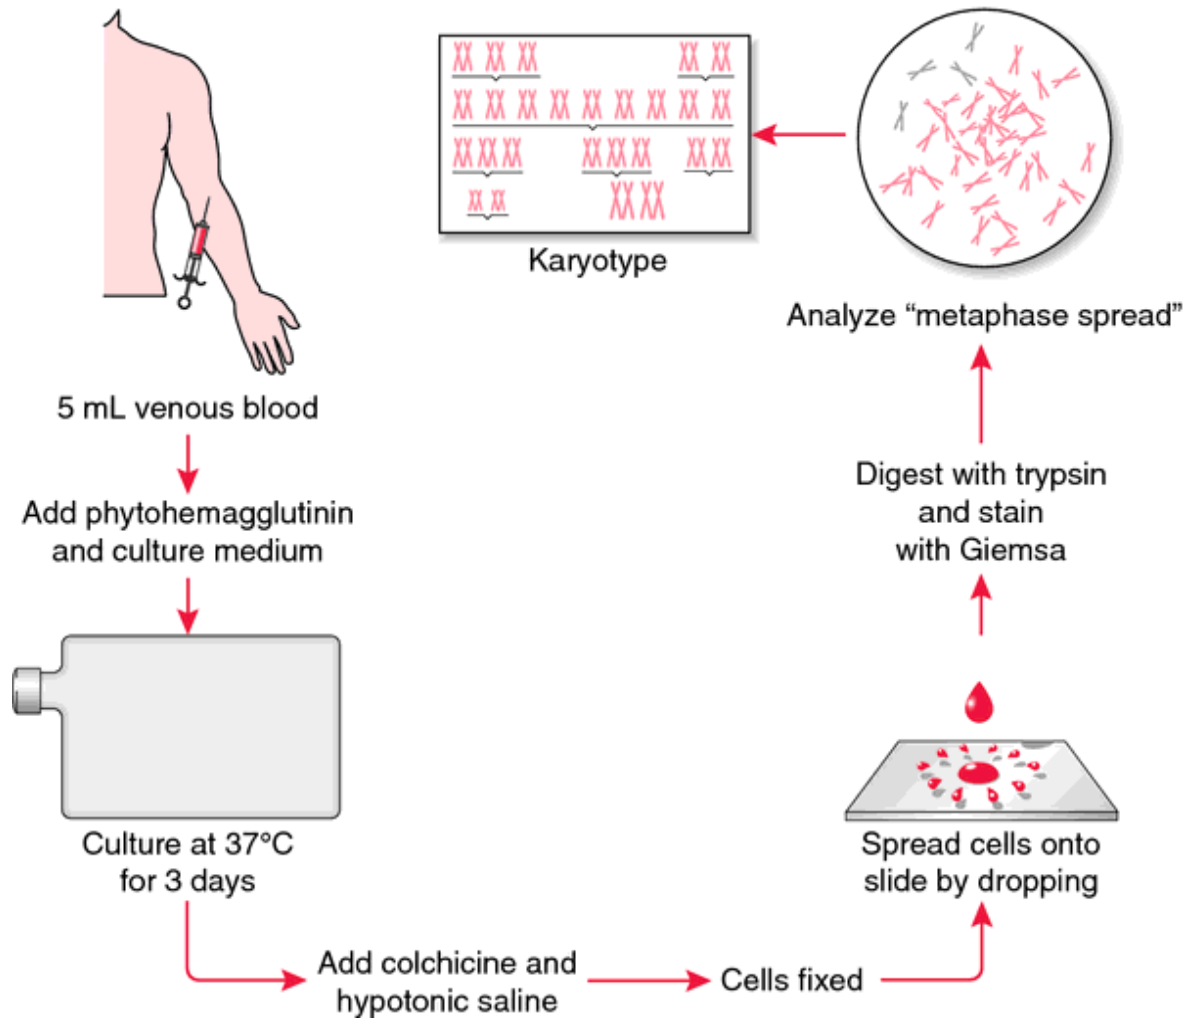 5 mL venous blood
Add phytohemagglutinin
and culture medium
Culture at 37°C
for 3 days
Add colchicine and
hypotonic saline
Cells fixed
Spread cells onto
slide by dropping
Digest with trypsin
and stain
with Giemsa
Analyze “metaphase spread”
Karyotype